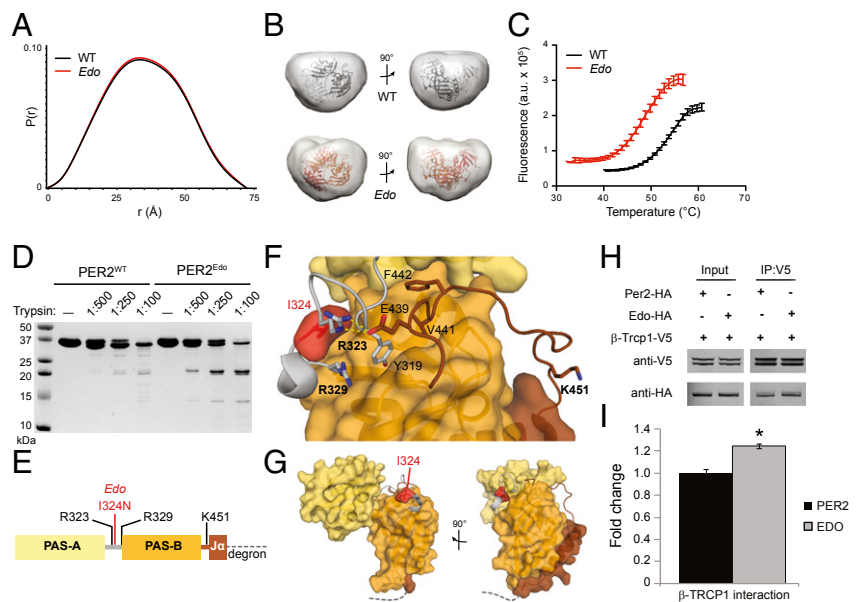 A
0.10
WT
Edo
P(r)
0
0
25
50
75
r (Å)
B
90°
WT
90°
Edo
C
WT
Edo
Fluorescence (a.u. x 10⁵)
4
3
2
1
0
30
40
50
60
70
Temperature (°C)
D
PER2ᵂᵀ
PER2ᴱᵈᵒ
Trypsin:
—
1:500
1:250
1:100
—
1:500
1:250
1:100
50
37
25
20
15
10
kDa
E
Edo
I324N
R323
R329
K451
PAS-A
PAS-B
Jα
degron
F
F442
I324
E439
V441
R323
Y319
R329
K451
G
I324
90°
H
Input
IP:V5
Per2-HA
+
-
+
-
Edo-HA
-
+
-
+
β-Trcp1-V5
+
+
+
+
anti-V5
anti-HA
I
1.4
1.2
1.0
0.8
0.6
0.4
0.2
0
Fold change
*
PER2
EDO
β-TRCP1 interaction